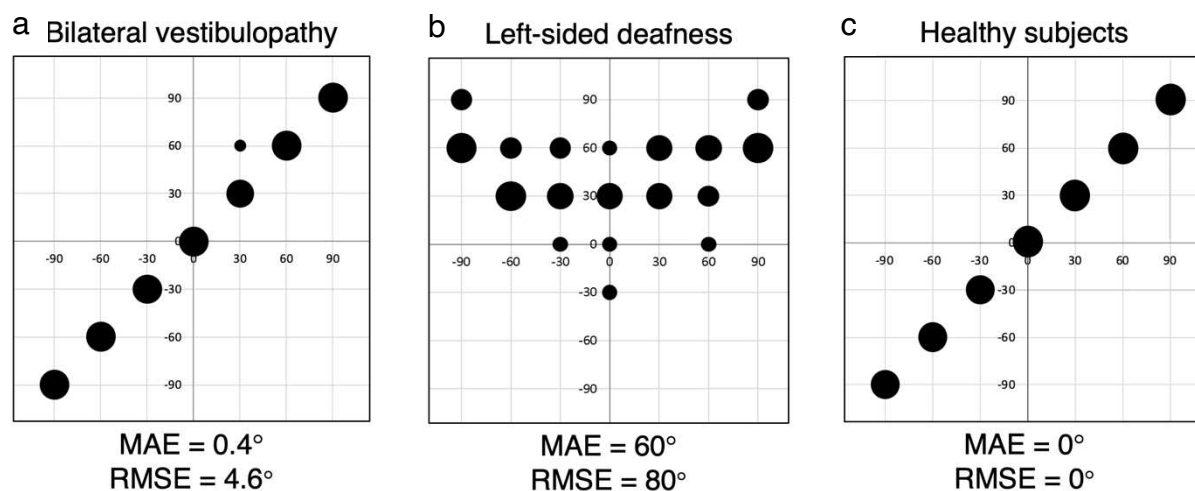 a Bilateral vestibulopathy
90
60
30
0
-90 -60 -30 0 30 60 90
-30
-60
-90
MAE = 0.4°
RMSE = 4.6°
b Left-sided deafness
90
60
30
0
-90 -60 -30 0 30 60 90
-30
-60
-90
MAE = 60°
RMSE = 80°
c Healthy subjects
90
60
30
0
-90 -60 -30 0 30 60 90
-30
-60
-90
MAE = 0°
RMSE = 0°